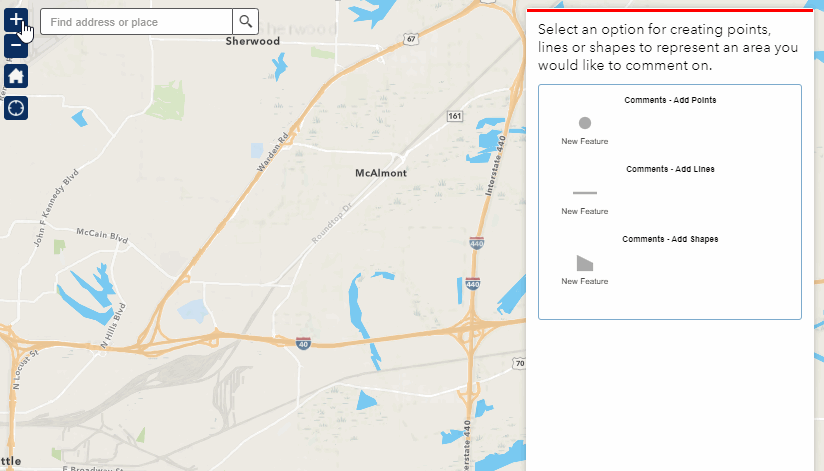 +
Find address or place
Sherwood
Sherwood
−
67
161
Warden Rd
McAlmont
Interstate 440
John F Kennedy Blvd
Roundtop Dr
McCain Blvd
440
440
N Hills Blvd
40
N Locust St
70
Interstate 440
ttle
E Broadway St
Select an option for creating points,
lines or shapes to represent an area you
would like to comment on.
Comments - Add Points
New Feature
Comments - Add Lines
New Feature
Comments - Add Shapes
New Feature